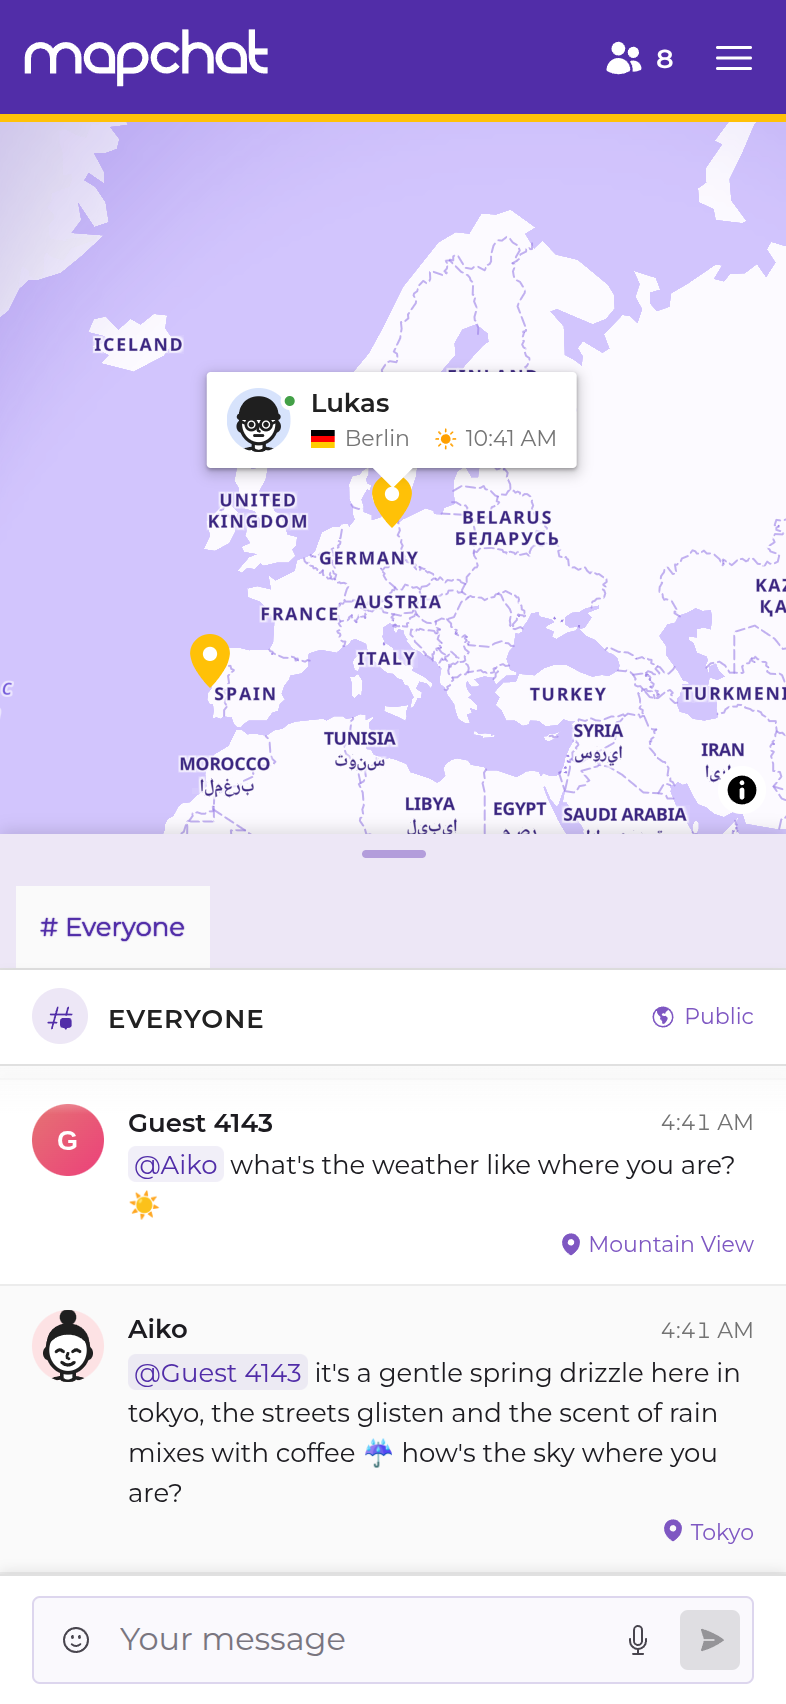 mapchat
8
ICELAND
Lukas
Berlin 10:41 AM
UNITED
KINGDOM
BELARUS
БЕЛАРУСЬ
GERMANY
KAZ
ҚА
AUSTRIA
FRANCE
ITALY
C
SPAIN
TURKEY
TURKMENI
SYRIA
سوريا
TUNISIA
تونس
IRAN
MOROCCO
المغرب
LIBYA
ليبيا
EGYPT
SAUDI ARABIA
# Everyone
EVERYONE
Public
G
Guest 4143
4:41 AM
@Aiko what's the weather like where you are?
☀️
Mountain View
Aiko
4:41 AM
@Guest 4143 it's a gentle spring drizzle here in
tokyo, the streets glisten and the scent of rain
mixes with coffee ☔ how's the sky where you
are?
Tokyo
Your message